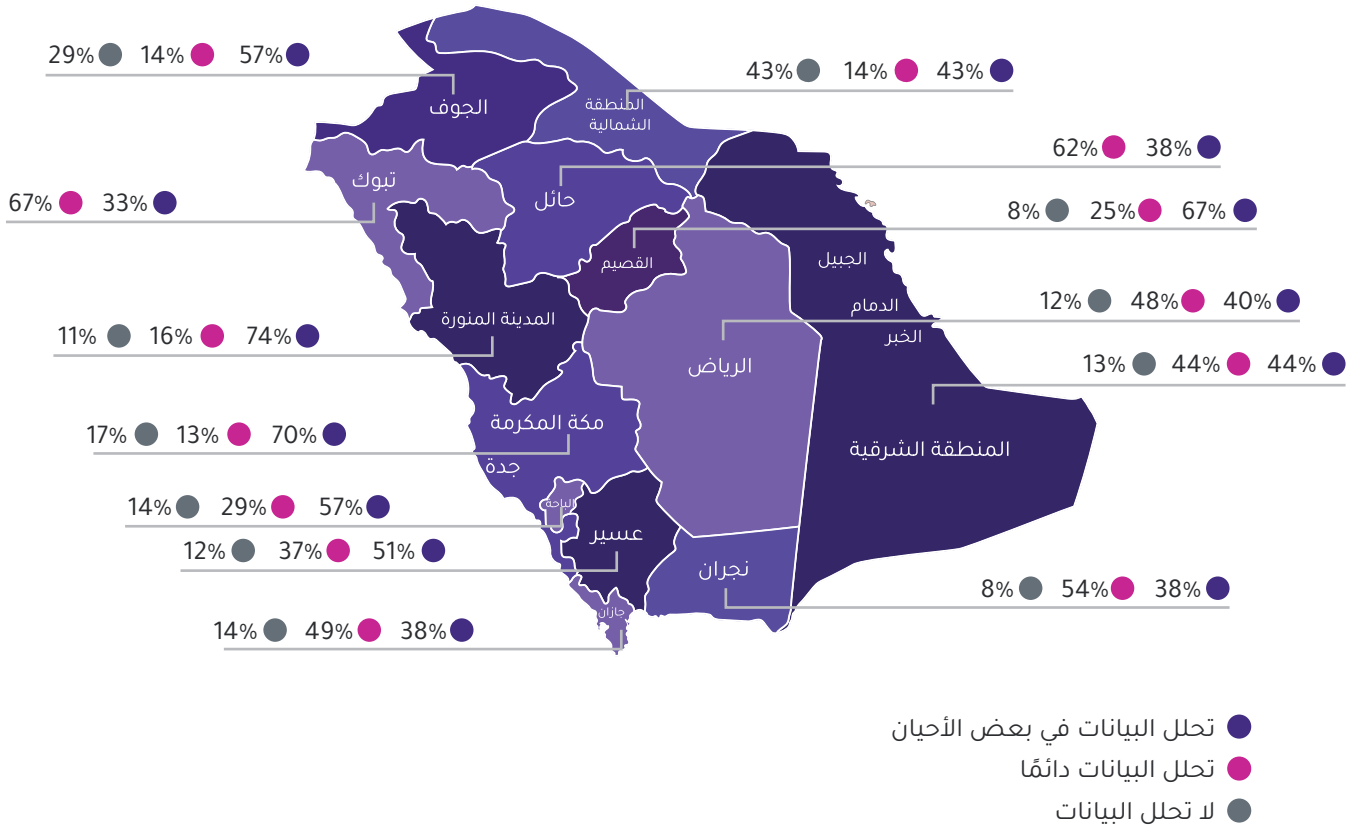 29% 14% 57%
الجوف
43% 14% 43%
المنطقة
الشمالية
62% 38%
حائل
67% 33%
تبوك
8% 25% 67%
القصيم
الجبيل
الدمام
الخبر
12% 48% 40%
الرياض
11% 16% 74%
المدينة المنورة
13% 44% 44%
المنطقة الشرقية
17% 13% 70%
مكة المكرمة
جدة
14% 29% 57%
الباحة
12% 37% 51%
عسير
8% 54% 38%
نجران
14% 49% 38%
جازان
تحلل البيانات في بعض الأحيان
تحلل البيانات دائمًا
لا تحلل البيانات